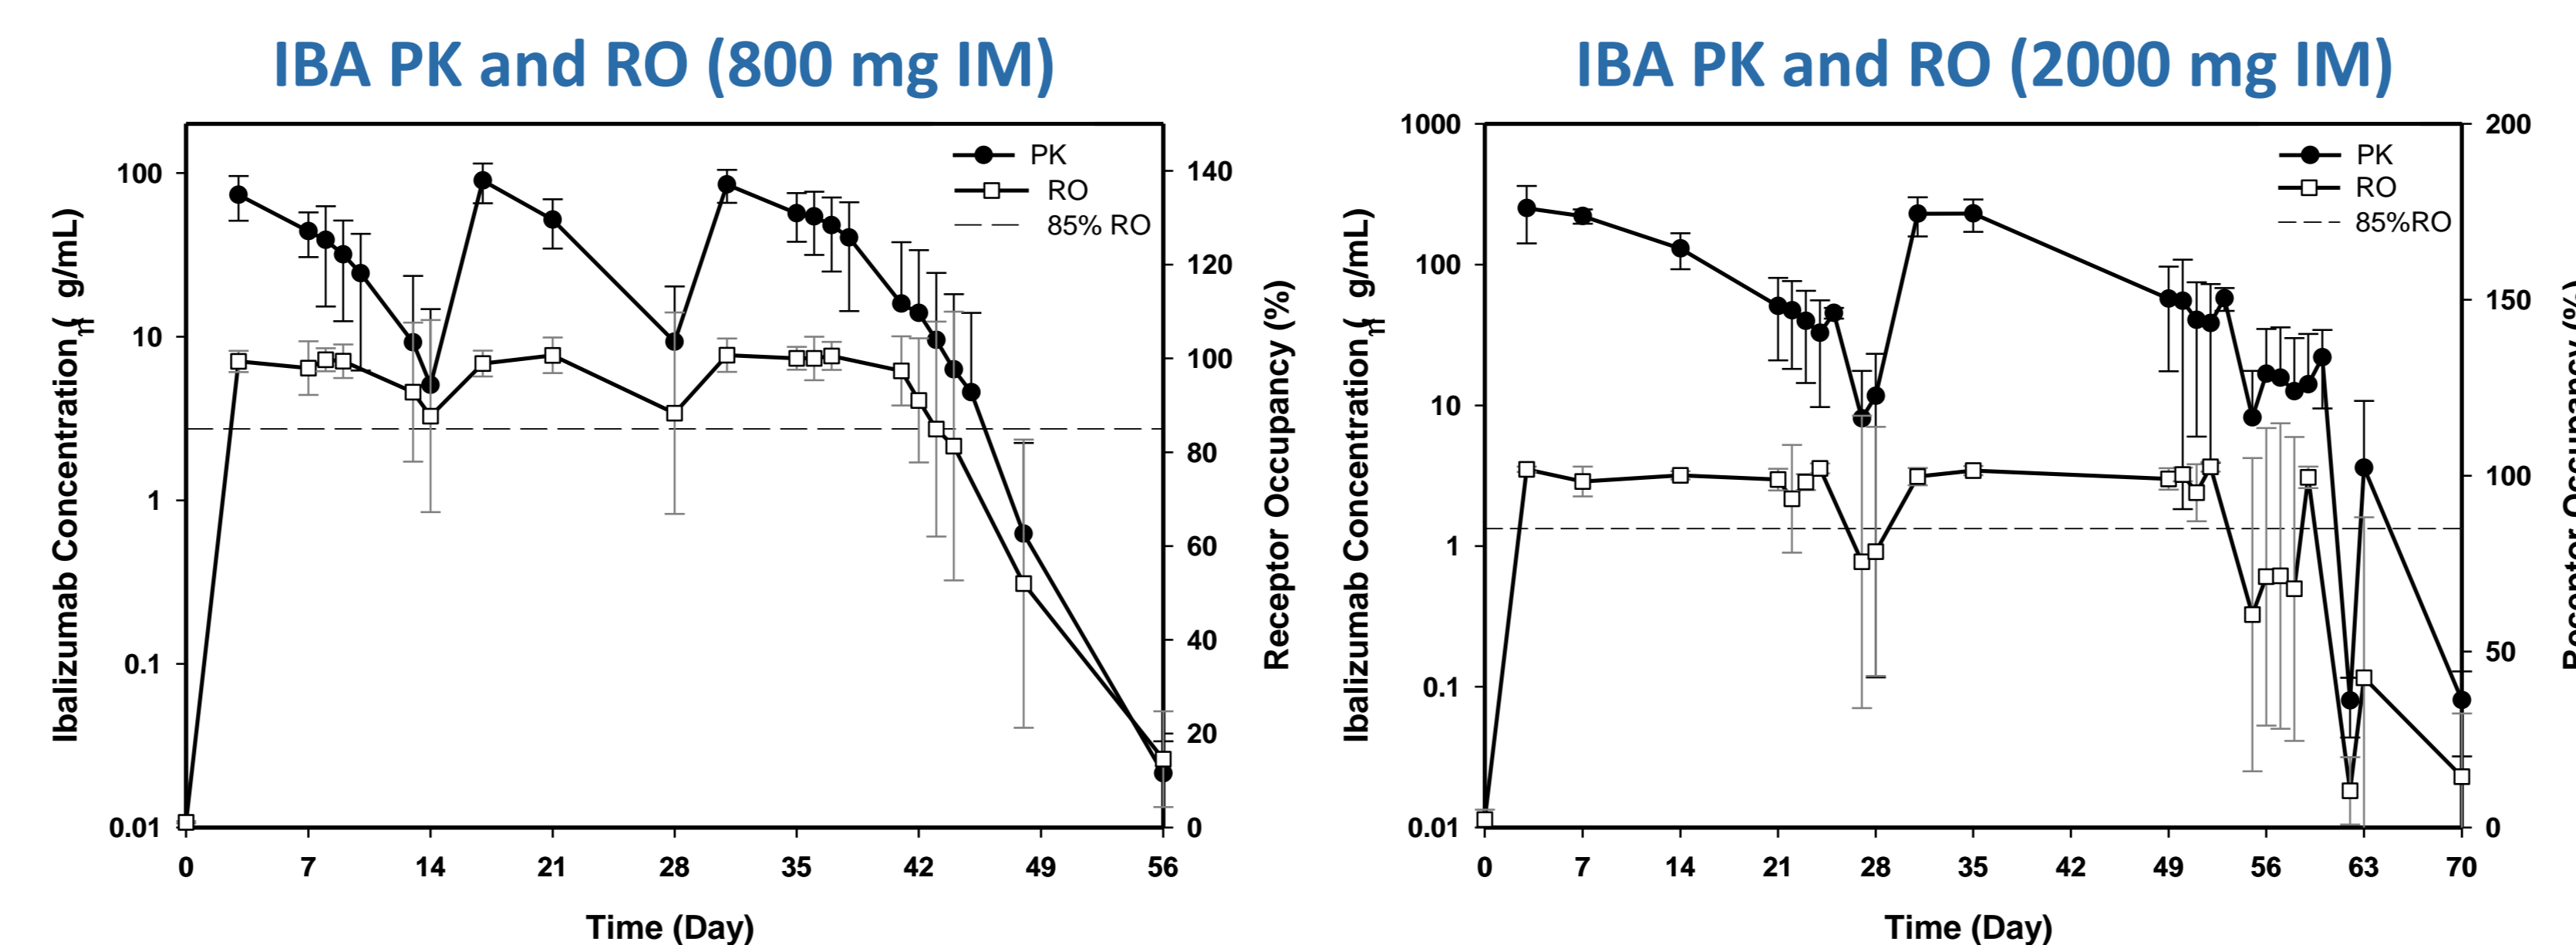 IBA PK and RO (800 mg IM)
PK
RO
85% RO
Ibalizumab Concentration (μg/mL)
100
10
1
0.1
0.01
140
120
100
80
60
40
20
0
Receptor Occupancy (%)
0 7 14 21 28 35 42 49 56
Time (Day)
IBA PK and RO (2000 mg IM)
PK
RO
85%RO
Ibalizumab Concentration (μg/mL)
1000
100
10
1
0.1
0.01
200
150
100
50
0
Receptor Occupancy (%)
0 7 14 21 28 35 42 49 56 63 70
Time (Day)